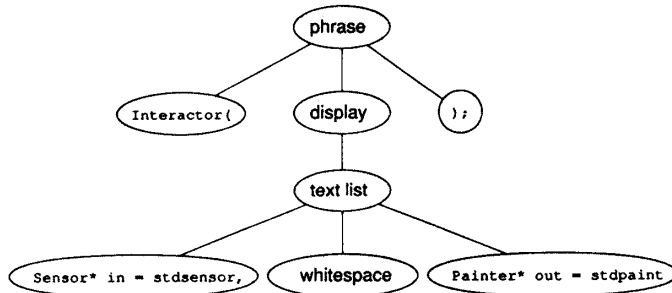 phrase
Interactor(
display
);
text list
Sensor* in = stdsensor,
whitespace
Painter* out = stdpaint